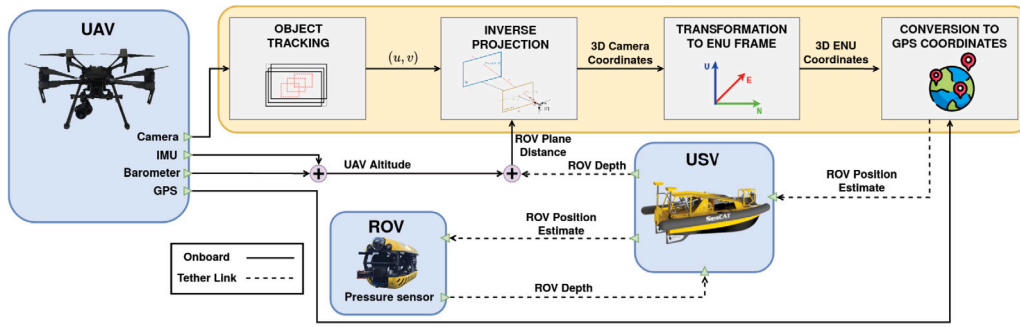 UAV
Camera
IMU
Barometer
GPS
OBJECT
TRACKING
(u, v)
INVERSE
PROJECTION
3D Camera
Coordinates
TRANSFORMATION
TO ENU FRAME
U
E
N
3D ENU
Coordinates
CONVERSION TO
GPS COORDINATES
UAV Altitude
+
+
ROV Plane
Distance
ROV Depth
USV
SeaCAT
ROV Position
Estimate
ROV
Pressure sensor
ROV Position
Estimate
ROV Depth
Onboard
Tether Link